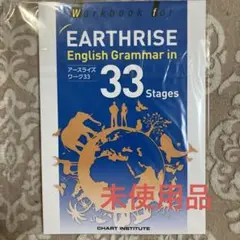 Workbook for
EARTHRISE
English Grammar in
33
Stages
アースライズ
ワーク33
未使用品
CHART INSTITUTE